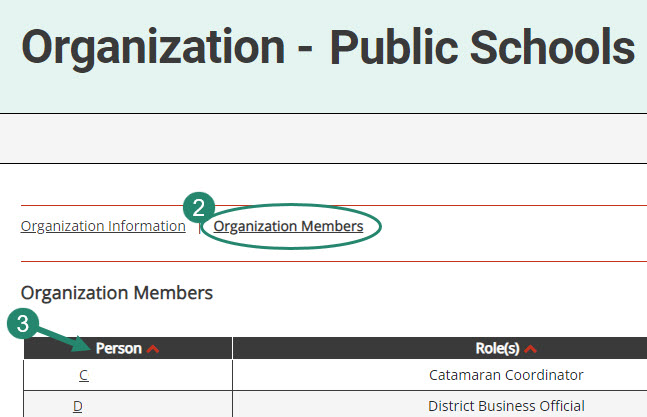 Organization - Public Schools
2
Organization Information | Organization Members
Organization Members
3
Person Role(s)
C Catamaran Coordinator
D District Business Official